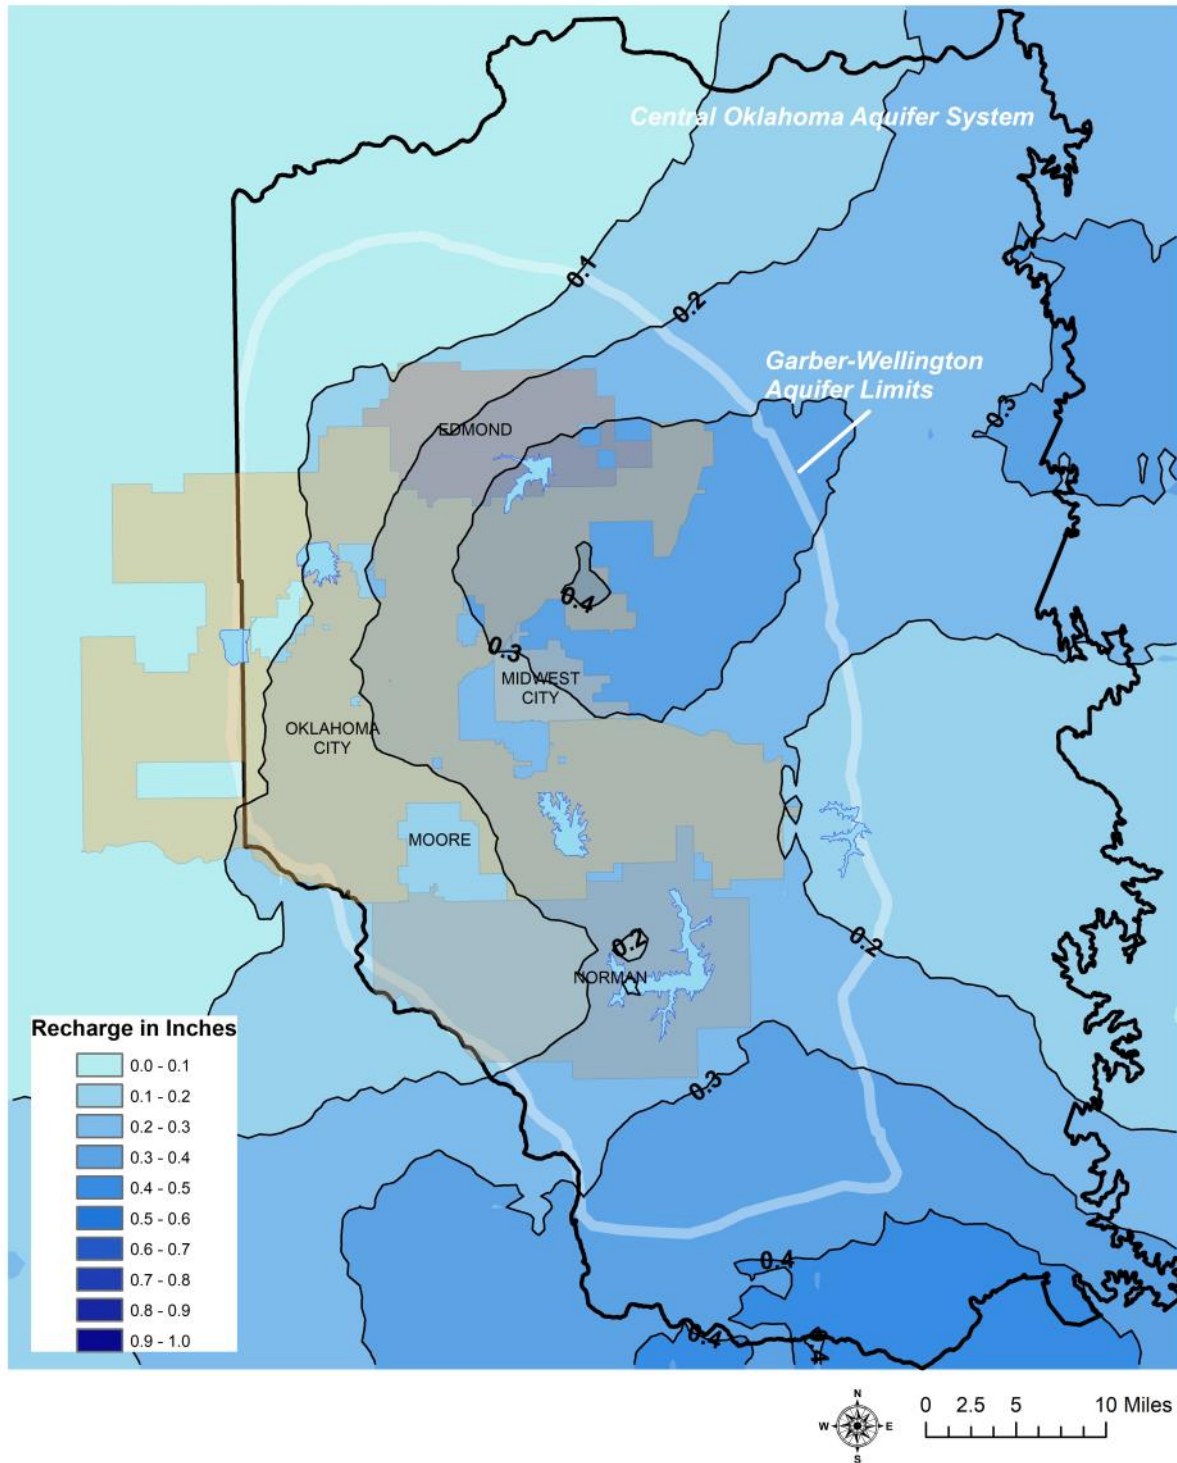 Central Oklahoma Aquifer System
0.1
0.2
Garber-Wellington
Aquifer Limits
0.3
EDMOND
0.4
0.3
MIDWEST
CITY
OKLAHOMA
CITY
MOORE
0.2
0.2
NORMAN
0.3
Recharge in Inches
0.0 - 0.1
0.1 - 0.2
0.2 - 0.3
0.3 - 0.4
0.4 - 0.5
0.5 - 0.6
0.6 - 0.7
0.7 - 0.8
0.8 - 0.9
0.9 - 1.0
0.4
0.4
0.4
N
W E
S
0 2.5 5 10 Miles